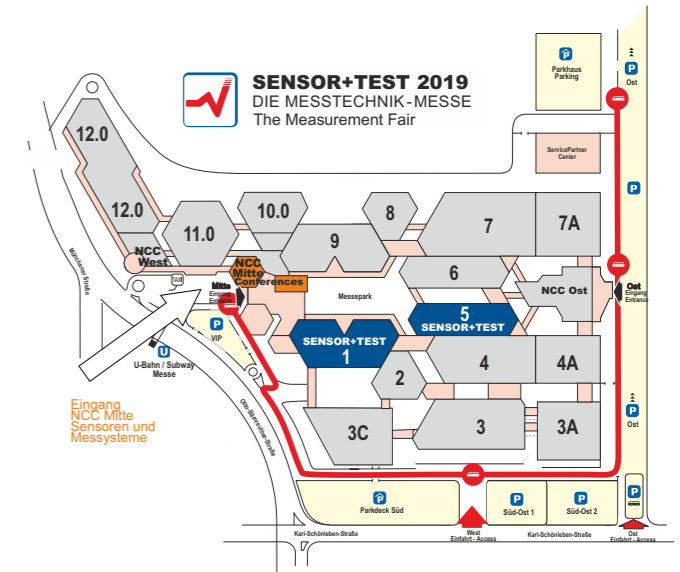 SENSOR+TEST 2019
DIE MESSTECHNIK-MESSE
The Measurement Fair
P
Parkhaus
Parking
P
Ost
ServicePartner
Center
P
12.0
12.0
11.0
10.0
8
9
7
7A
6
NCC
West
NCC
Mitte
Conferences
TAXI
Mitte
Eingang
Entrance
Messepark
NCC Ost
Ost
Eingang
Entrance
Münchener Straße
P
VIP
U
U-Bahn / Subway
Messe
SENSOR+TEST
1
5
SENSOR+TEST
2
4
4A
3C
3
3A
P
Ost
Eingang
NCC Mitte
Sensoren und
Messysteme
Otto-Bärnreuther-Straße
P
Parkdeck Süd
P
Süd-Ost 1
P
Süd-Ost 2
P
Karl-Schönleben-Straße
West
Einfahrt - Access
Karl-Schönleben-Straße
Ost
Einfahrt - Access